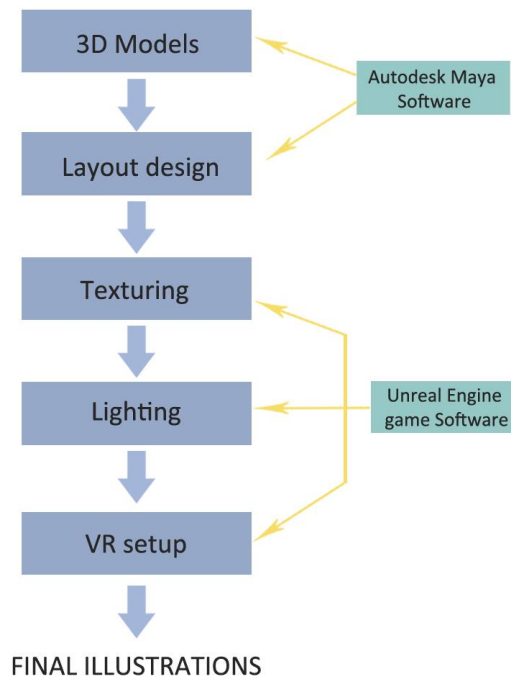 3D Models
Autodesk Maya
Software
Layout design
Texturing
Lighting
Unreal Engine
game Software
VR setup
FINAL ILLUSTRATIONS